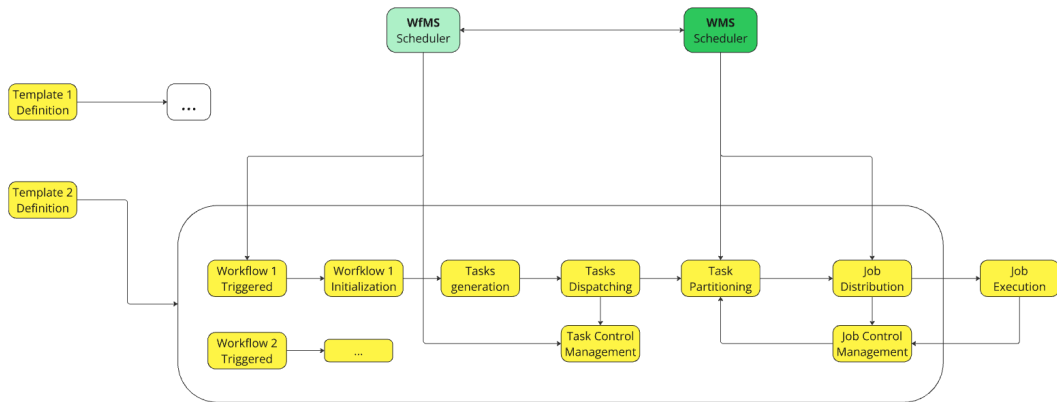 WfMS
Scheduler
WMS
Scheduler
Template 1
Definition
...
Template 2
Definition
Workflow 1
Triggered
Worfklow 1
Initialization
Tasks
generation
Tasks
Dispatching
Task
Partitioning
Job
Distribution
Job
Execution
Workflow 2
Triggered
...
Task Control
Management
Job Control
Management